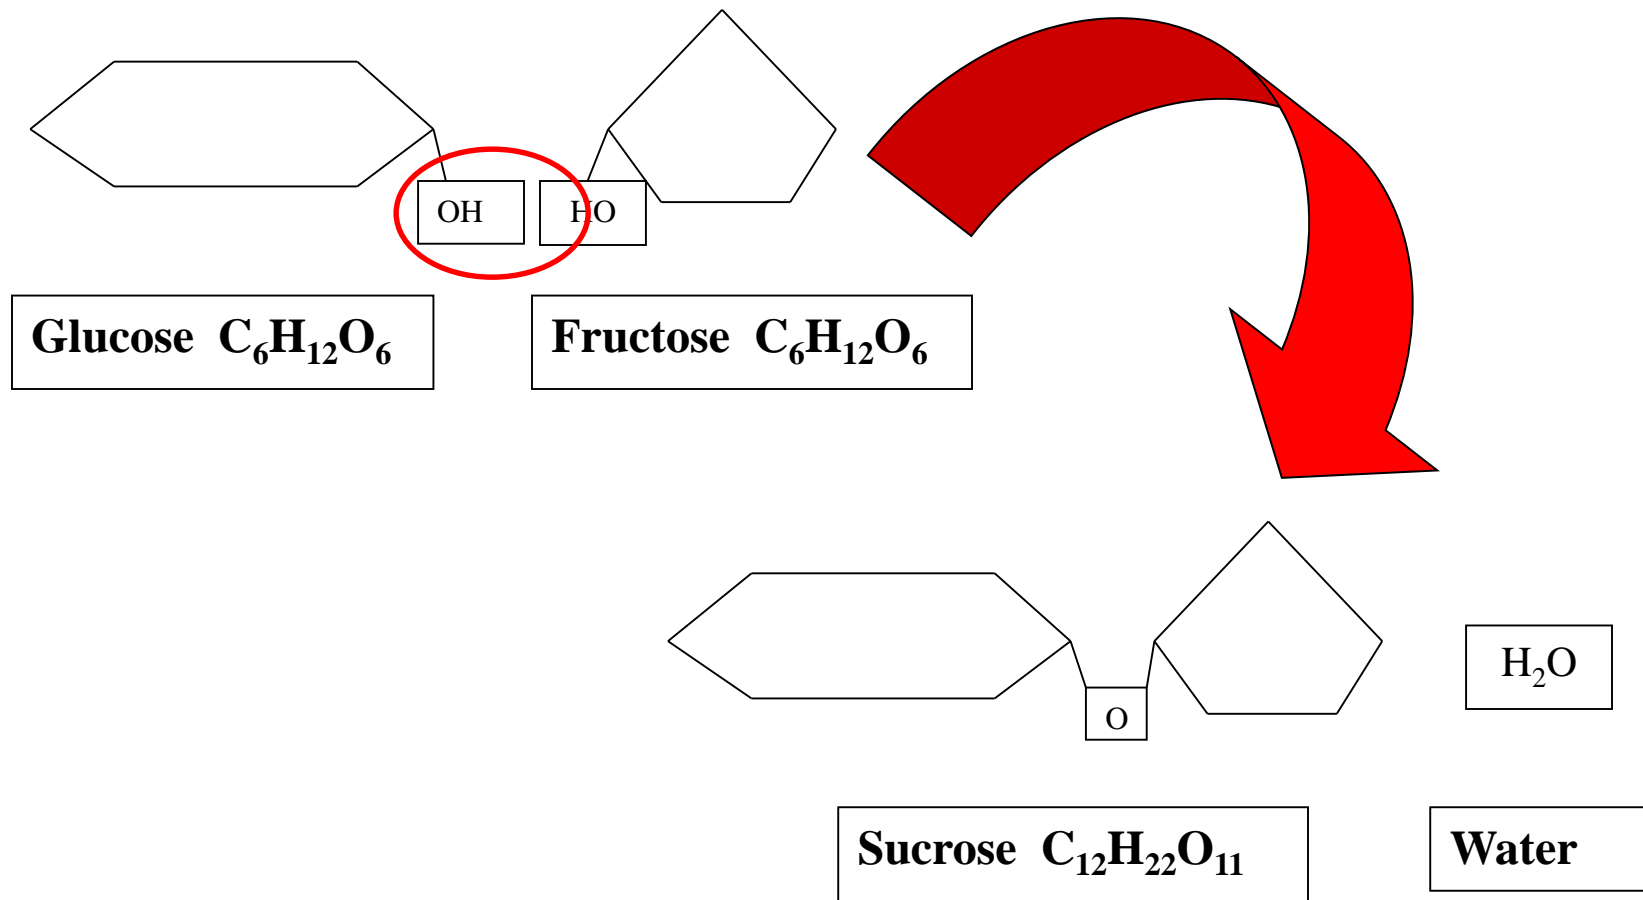 OH
HO
Glucose C₆H₁₂O₆
Fructose C₆H₁₂O₆
O
H₂O
Sucrose C₁₂H₂₂O₁₁
Water